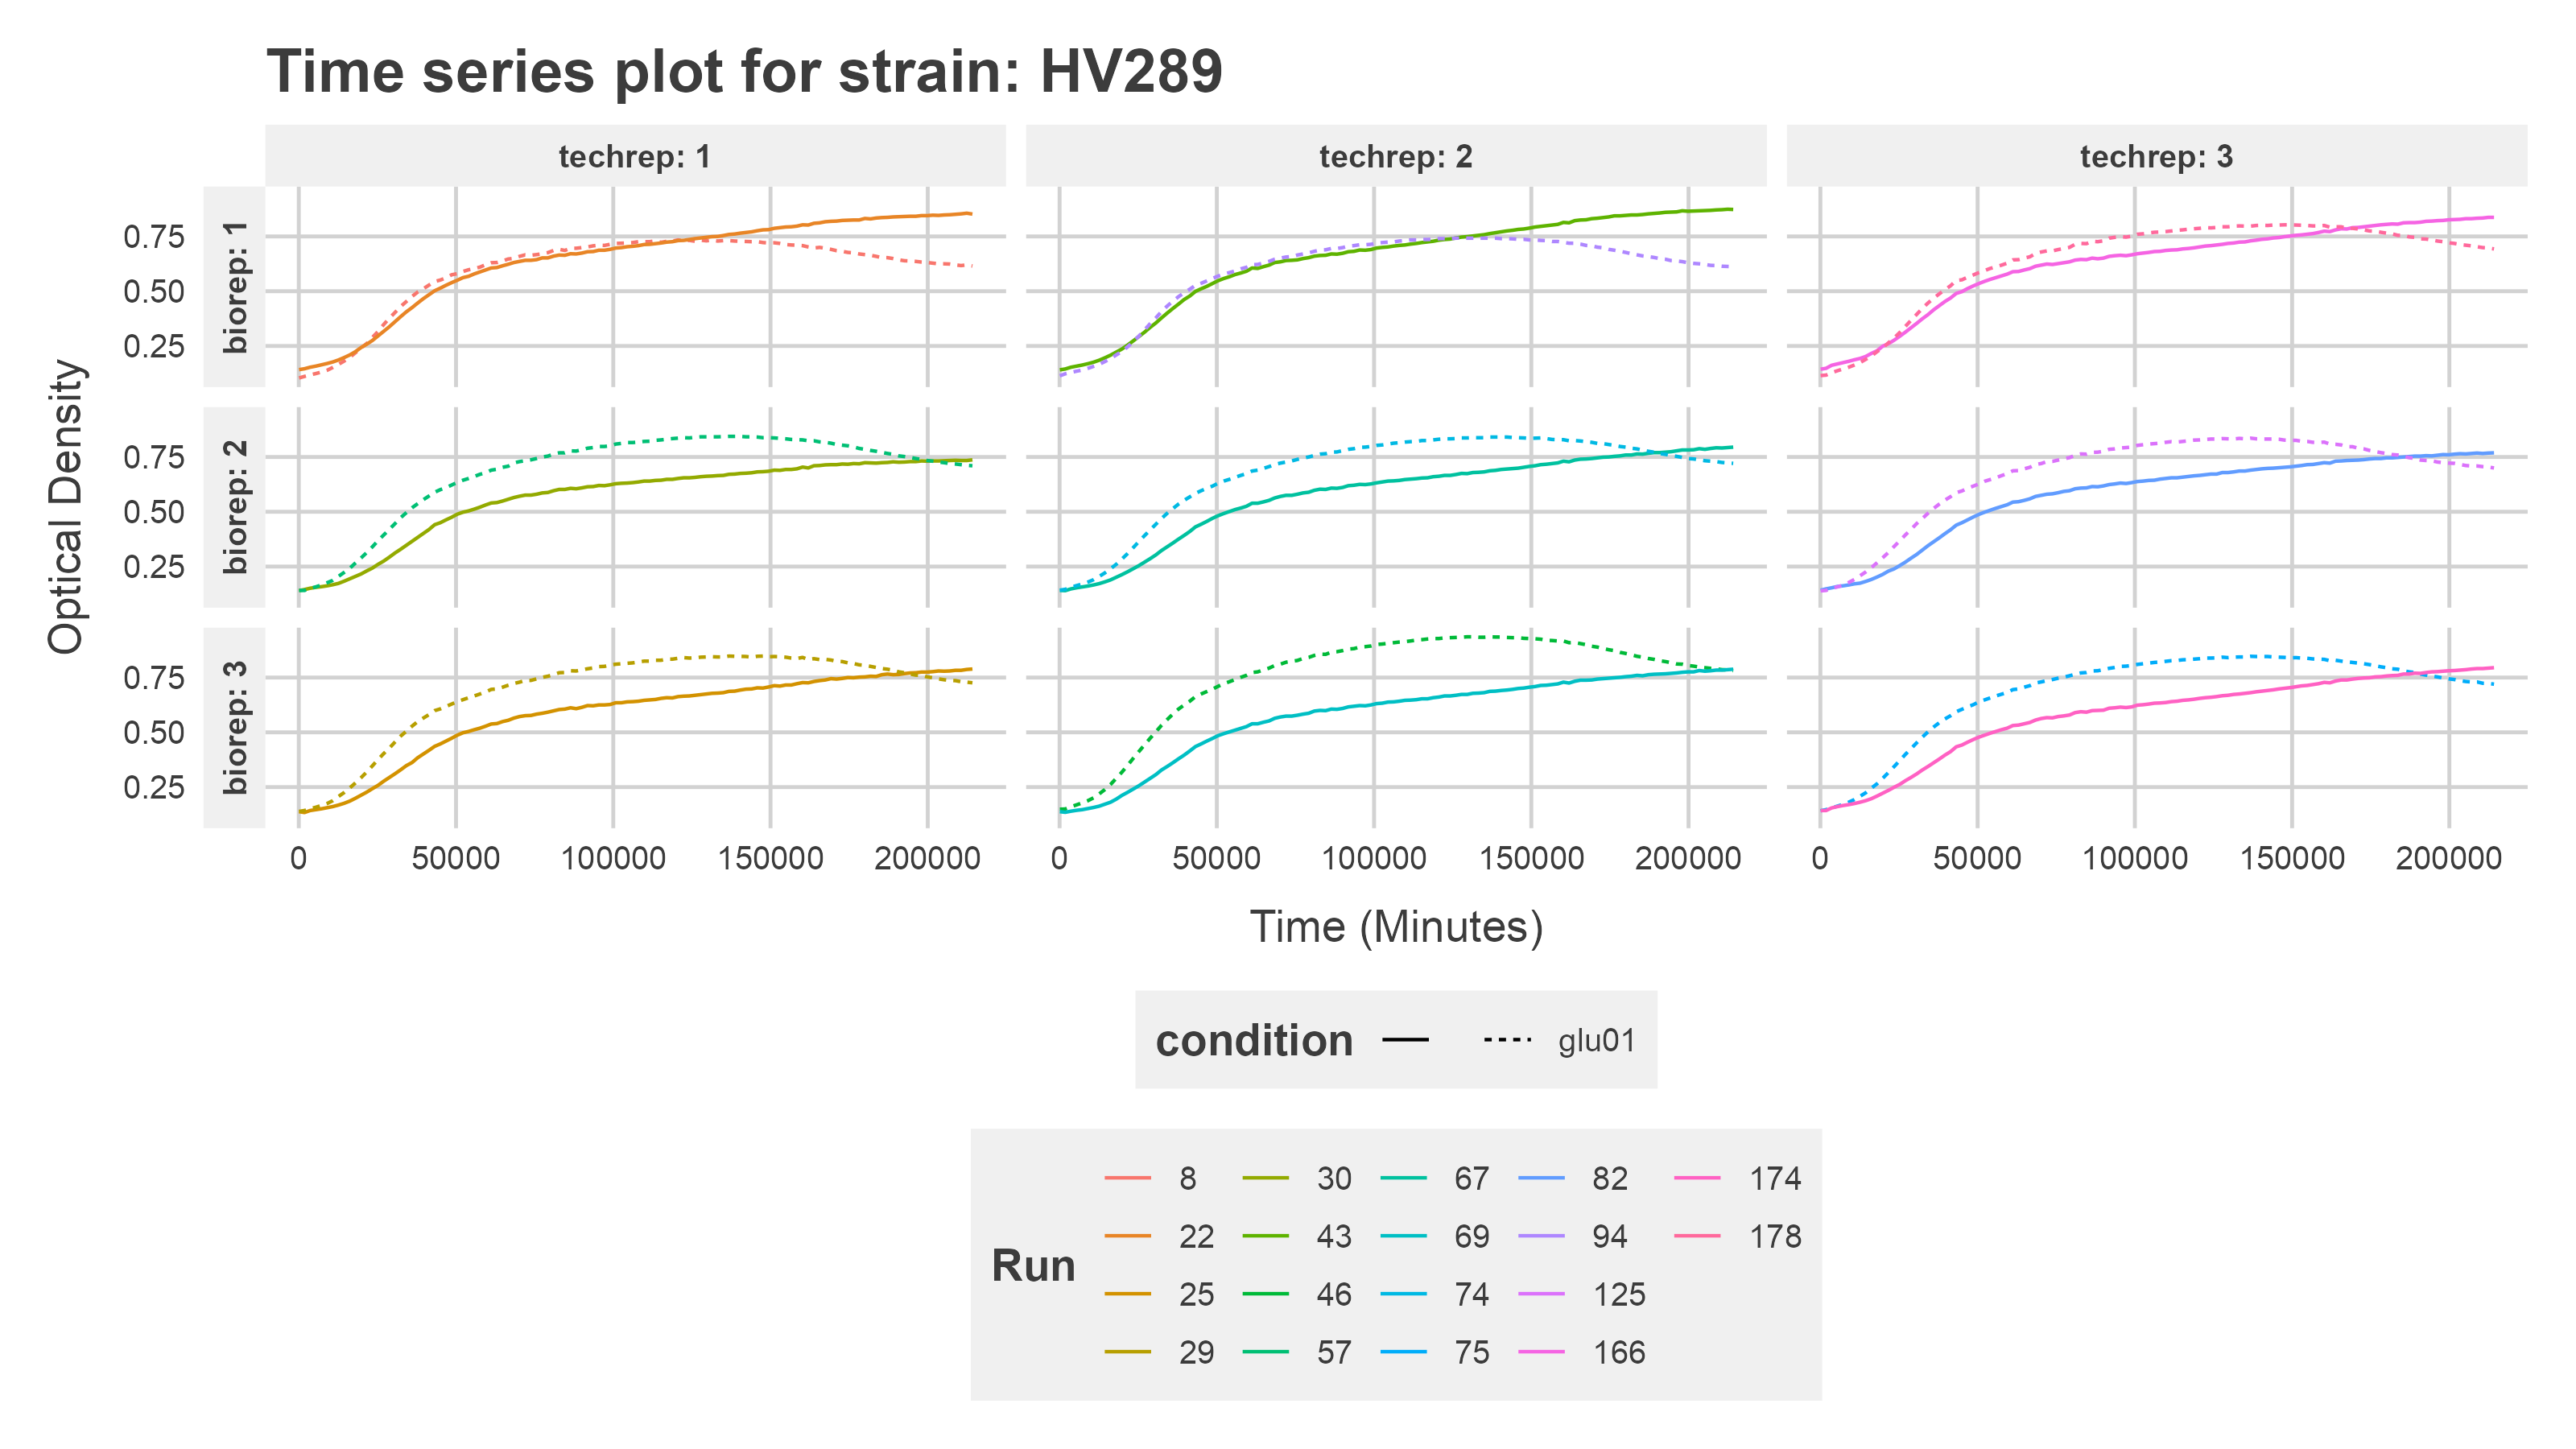 Time series plot for strain: HV289
techrep: 1 techrep: 2 techrep: 3
Optical Density
biorep: 1
0.75
0.50
0.25
biorep: 2
0.75
0.50
0.25
biorep: 3
0.75
0.50
0.25
0 50000 100000 150000 200000 0 50000 100000 150000 200000 0 50000 100000 150000 200000
Time (Minutes)
condition glu01
Run
8 30 67 82 174
22 43 69 94 178
25 46 74 125
29 57 75 166